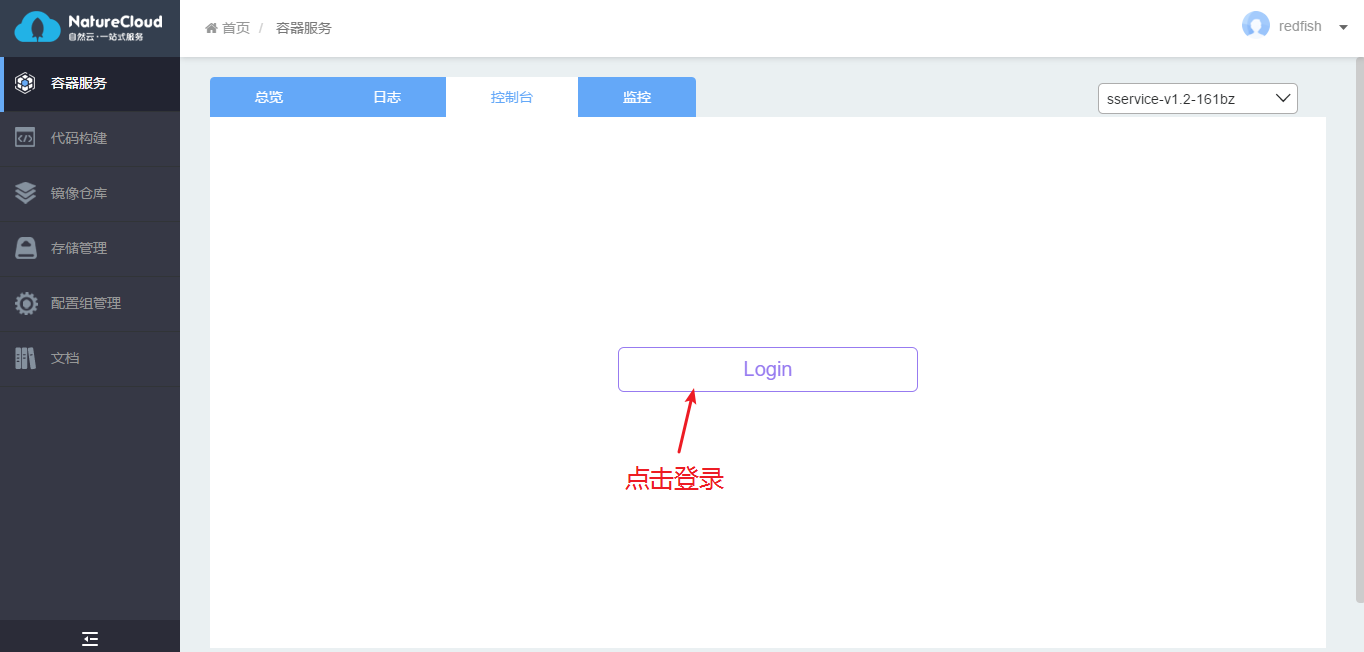 NatureCloud
自然云·一站式服务
首页 / 容器服务
redfish
容器服务
代码构建
镜像仓库
存储管理
配置组管理
文档
总览
日志
控制台
监控
sservice-v1.2-161bz
Login
点击登录